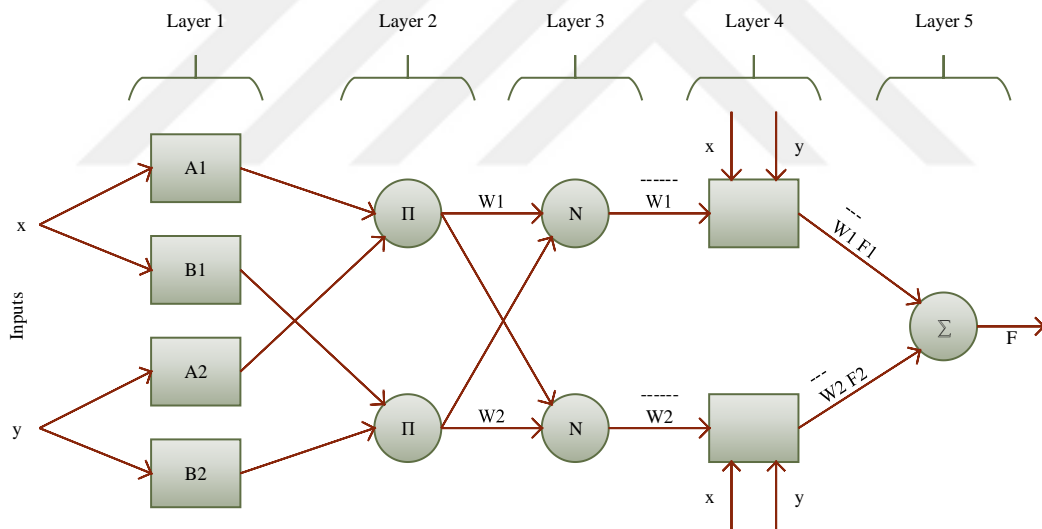 Layer 1 Layer 2 Layer 3 Layer 4 Layer 5
x y
A1
Π W1 N W1
W1 F1
x
B1
Inputs
Σ F
A2
W2 F2
y
Π W2 N W2
B2
x y